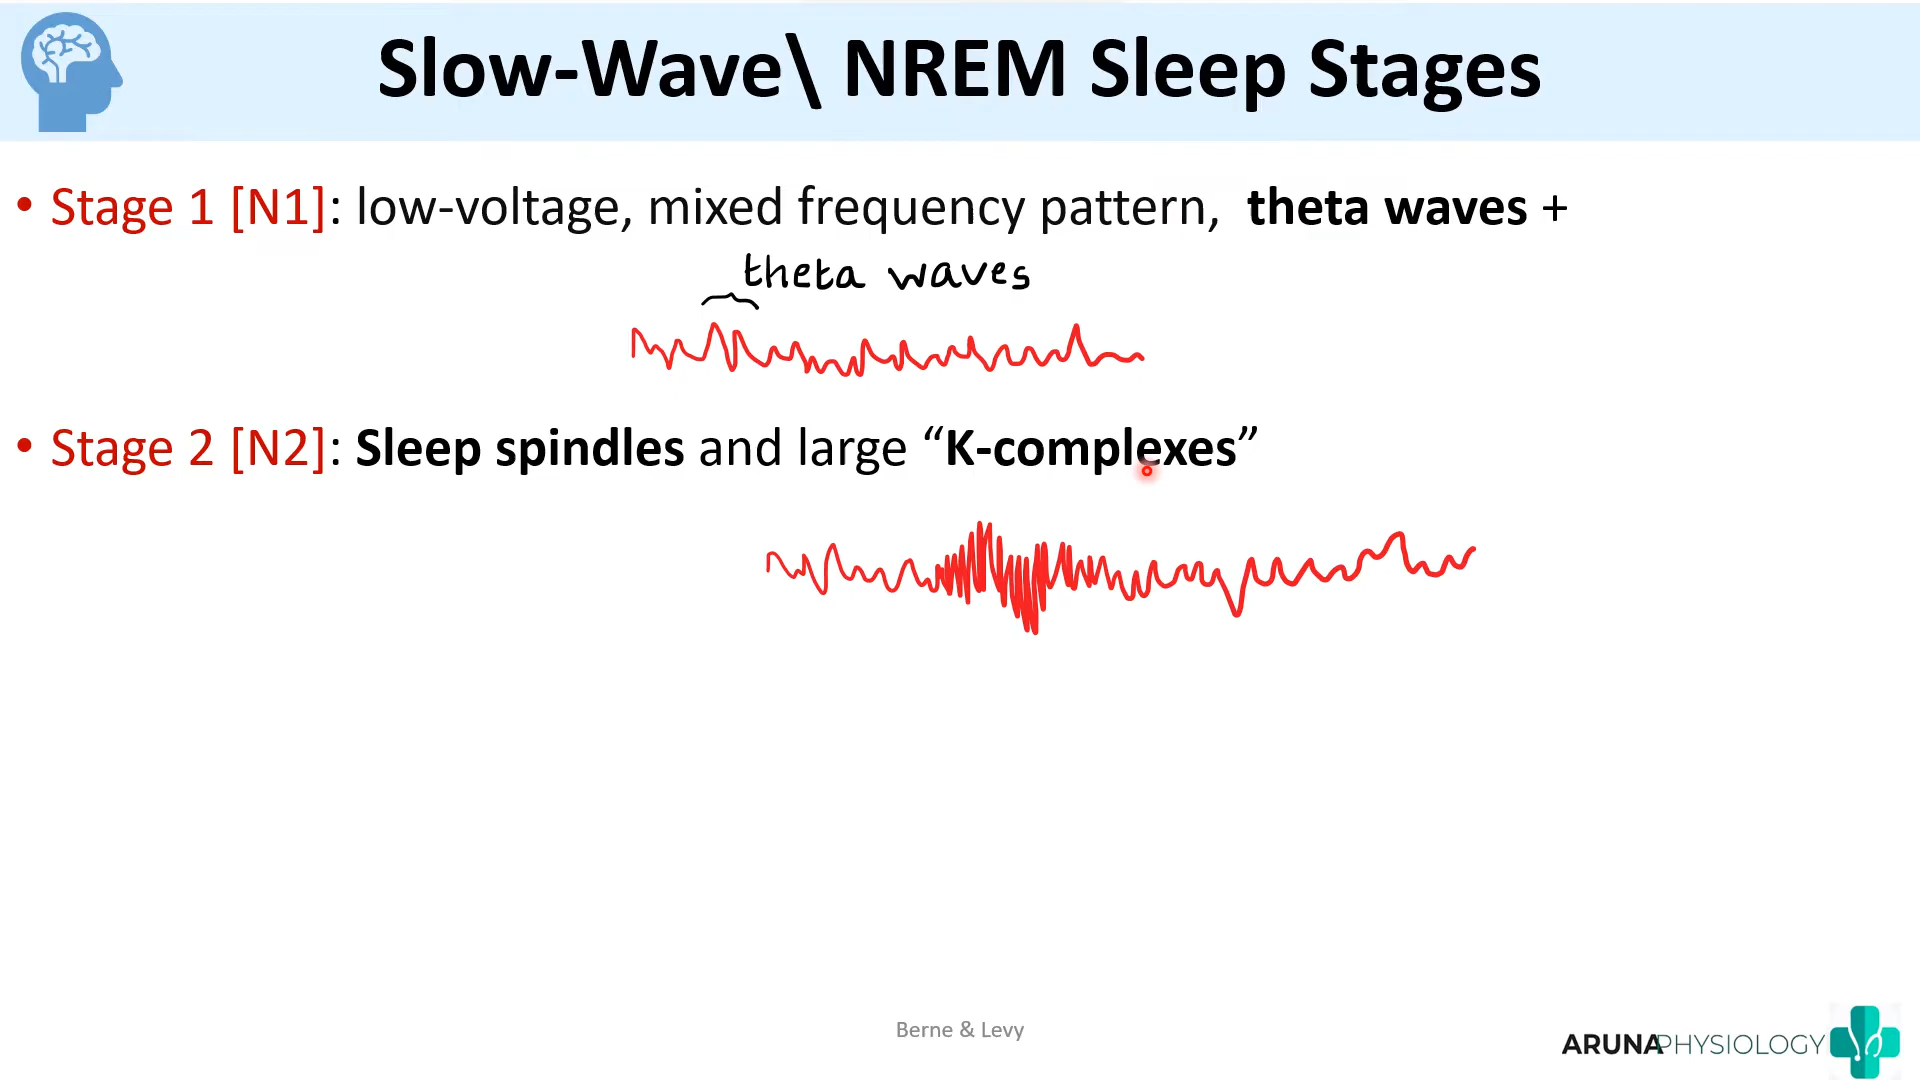 Slow-Wave\ NREM Sleep Stages
• Stage 1 [N1]: low-voltage, mixed frequency pattern,  theta waves +
theta waves
• Stage 2 [N2]: Sleep spindles and large “K-complexes”
Berne & Levy
ARUNAPHYSIOLOGY